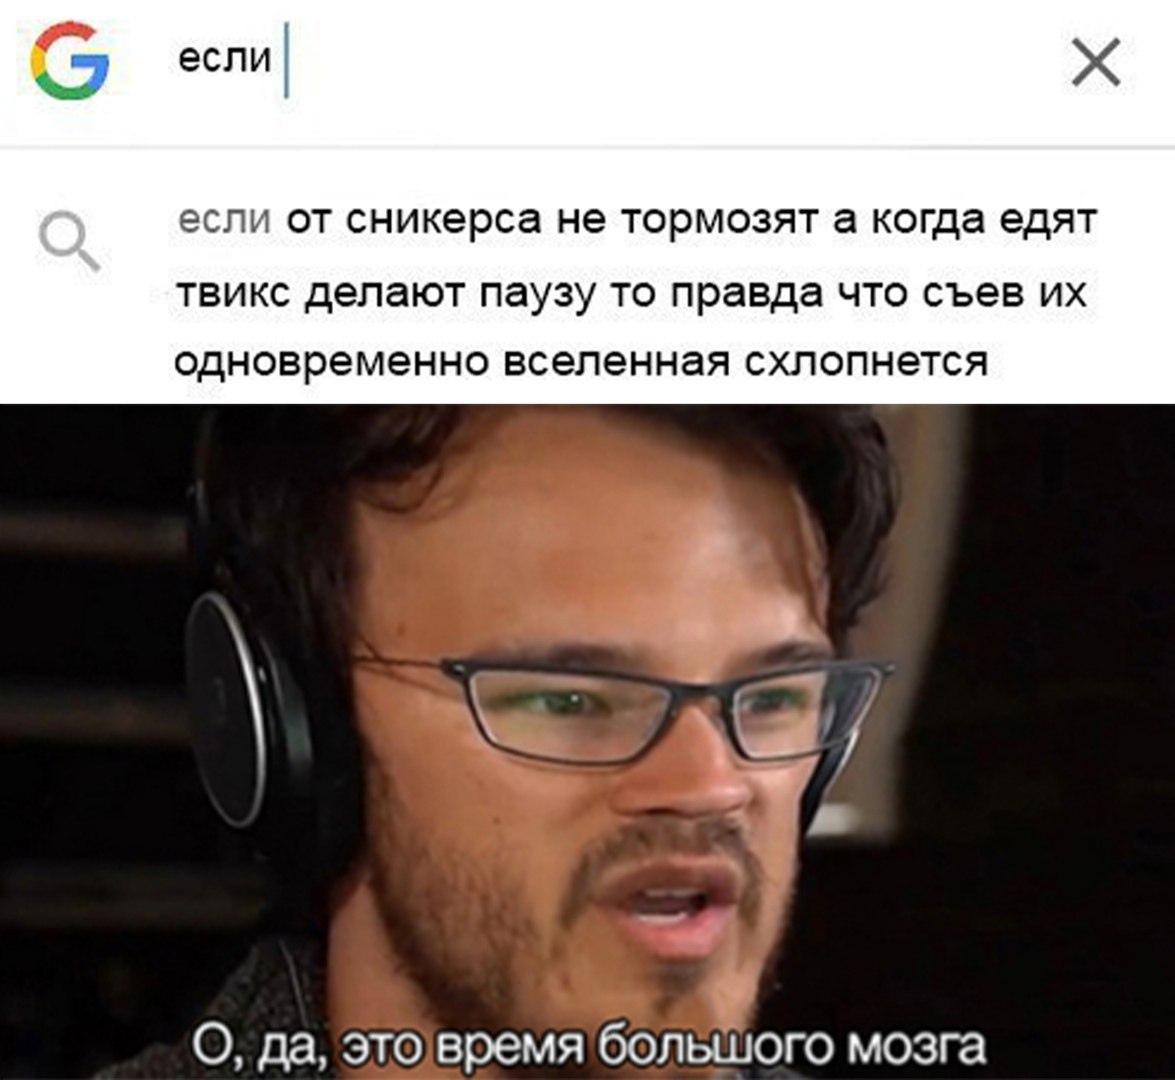 если
если от сникерса не тормозят а когда едят
твикс делают паузу то правда что съев их
одновременно вселенная схлопнется
О, да, это время большого мозга